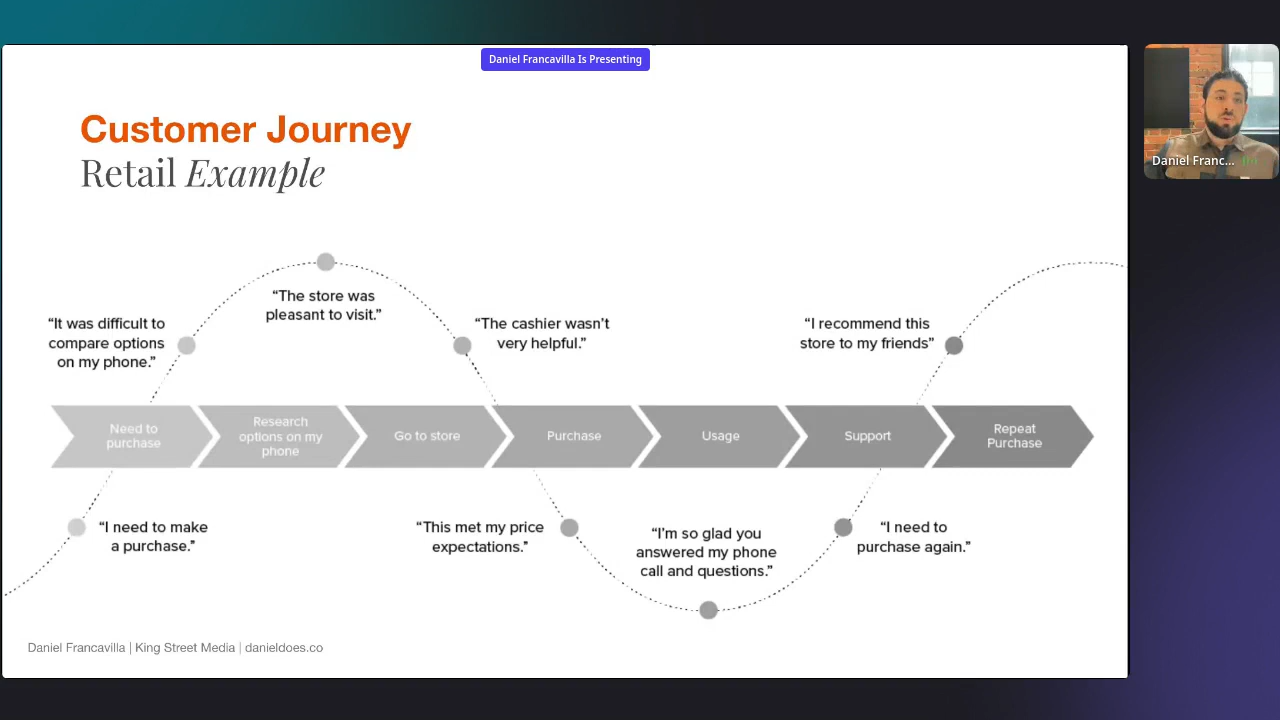 Daniel Francavilla Is Presenting
Customer Journey
Retail Example
“It was difficult to
compare options
on my phone.”
“The store was
pleasant to visit.”
“The cashier wasn’t
very helpful.”
“I recommend this
store to my friends”
Need to
purchase
Research
options on my
phone
Go to store
Purchase
Usage
Support
Repeat
Purchase
“I need to make
a purchase.”
“This met my price
expectations.”
“I’m so glad you
answered my phone
call and questions.”
“I need to
purchase again.”
Daniel Francavilla | King Street Media | danieldoes.co
Daniel Franc...